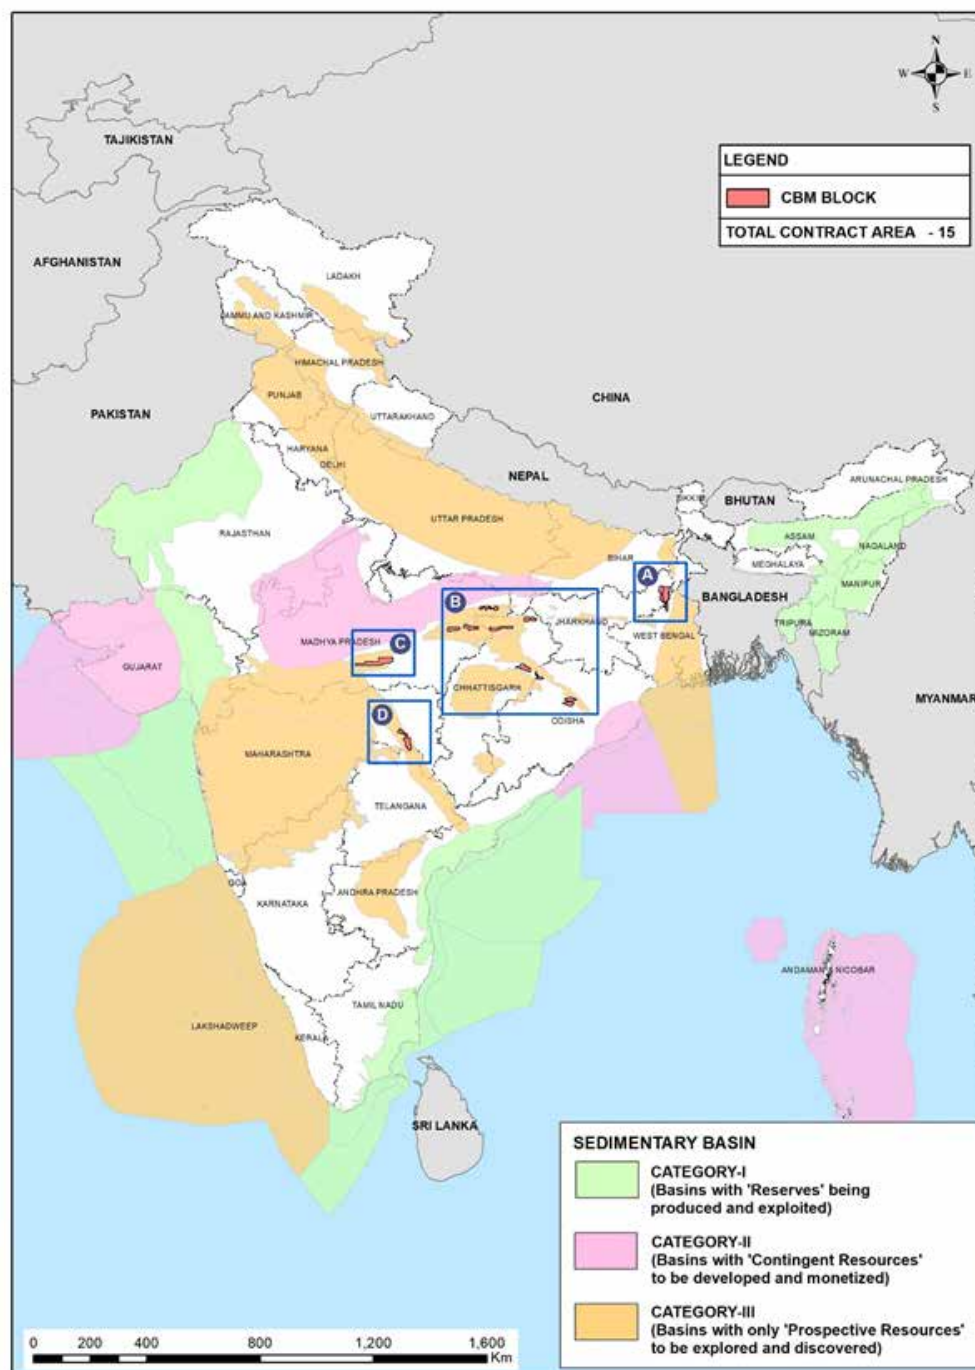 N
W E
S
TAJIKISTAN
LEGEND
CBM BLOCK
TOTAL CONTRACT AREA - 15
AFGHANISTAN
LADAKH
JAMMU AND KASHMIR
HIMACHAL PRADESH
PUNJAB
CHINA
PAKISTAN
UTTARAKHAND
HARYANA
DELHI
NEPAL
ARUNACHAL PRADESH
BHUTAN
UTTAR PRADESH
RAJASTHAN
ASSAM
NAGALAND
BIHAR
MEGHALAYA
A
MANIPUR
BANGLADESH
B
TRIPURA
JHARKHAND
WEST BENGAL
MIZORAM
MADHYA PRADESH
C
GUJARAT
CHHATTISGARH
MYANMAR
D
ODISHA
MAHARASHTRA
TELANGANA
GOA
ANDHRA PRADESH
KARNATAKA
ANDAMAN & NICOBAR
TAMIL NADU
LAKSHADWEEP
KERALA
SRI LANKA
SEDIMENTARY BASIN
CATEGORY-I
(Basins with 'Reserves' being
produced and exploited)
CATEGORY-II
(Basins with 'Contingent Resources'
to be developed and monetized)
CATEGORY-III
(Basins with only 'Prospective Resources'
to be explored and discovered)
0 200 400 800 1,200 1,600
Km